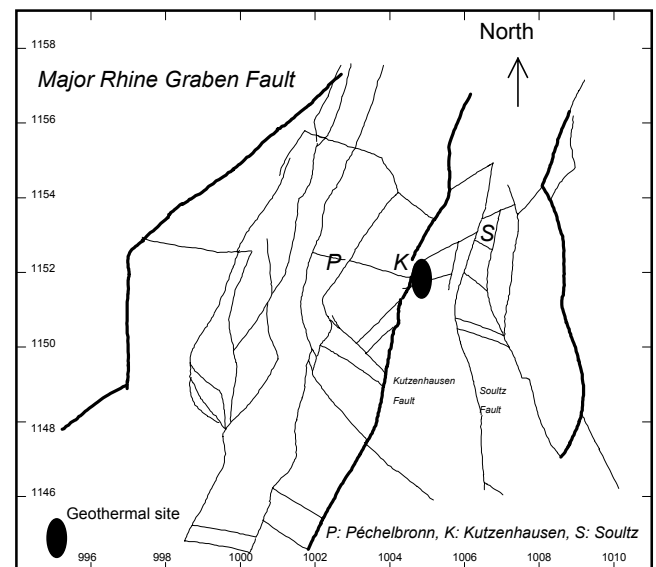 1158
1156
1154
1152
1150
1148
1146
996 998 1000 1002 1004 1006 1008 1010
Major Rhine Graben Fault
North
P
K
S
Kutzenhausen
Fault
Soultz
Fault
Geothermal site
P: Péchelbronn, K: Kutzenhausen, S: Soultz